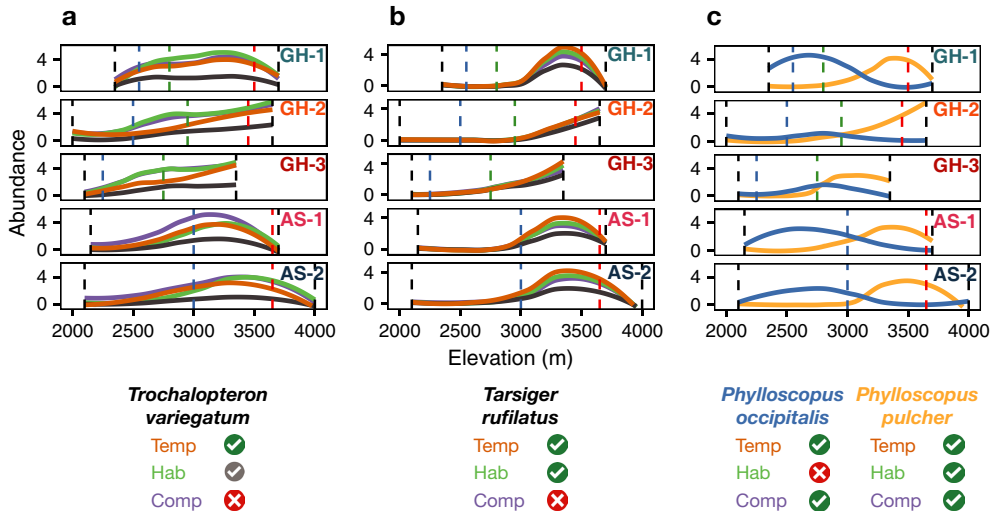 a b c
GH-1 GH-1 GH-1
4
0
GH-2 GH-2 GH-2
4
0
GH-3 GH-3 GH-3
4
0
AS-1 AS-1 AS-1
4
0
AS-2 AS-2 AS-2
4
0
Abundance
2000 2500 3000 3500 4000 2000 2500 3000 3500 4000 2000 2500 3000 3500 4000
Elevation (m)
Trochalopteron Tarsiger Phylloscopus Phylloscopus
variegatum rufilatus occipitalis pulcher
Temp Temp Temp Temp
Hab Hab Hab Hab
Comp Comp Comp Comp